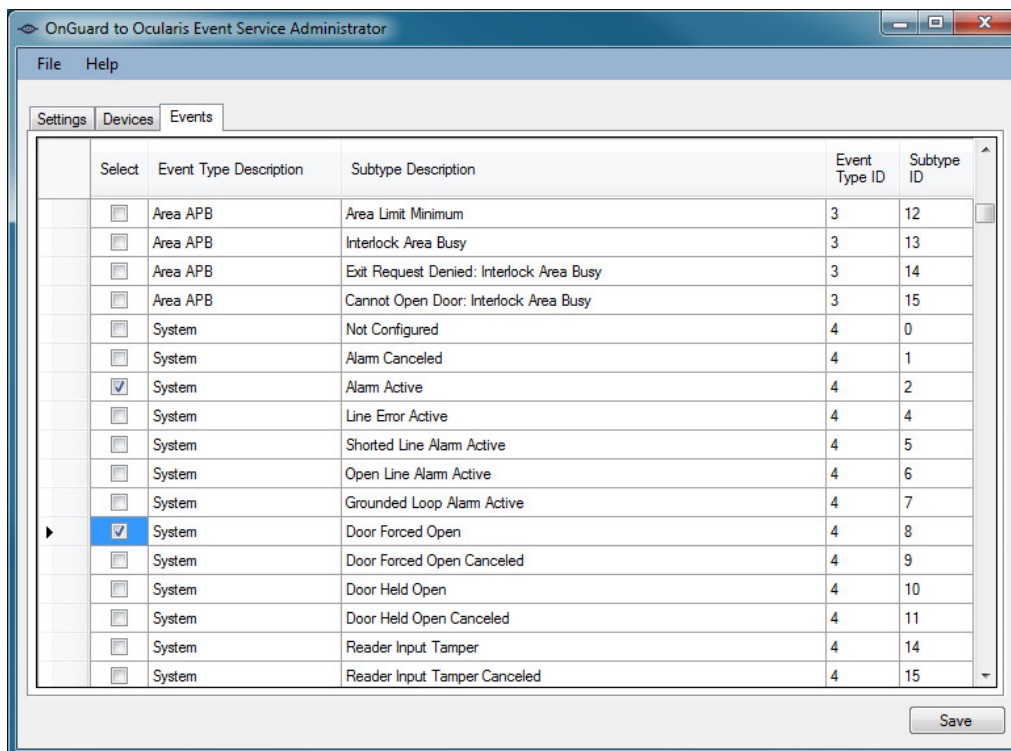 OnGuard to Ocularis Event Service Administrator
File Help
Settings Devices Events
Select Event Type Description Subtype Description Event Type ID Subtype ID
Area APB Area Limit Minimum 3 12
Area APB Interlock Area Busy 3 13
Area APB Exit Request Denied: Interlock Area Busy 3 14
Area APB Cannot Open Door: Interlock Area Busy 3 15
System Not Configured 4 0
System Alarm Canceled 4 1
System Alarm Active 4 2
System Line Error Active 4 4
System Shorted Line Alarm Active 4 5
System Open Line Alarm Active 4 6
System Grounded Loop Alarm Active 4 7
System Door Forced Open 4 8
System Door Forced Open Canceled 4 9
System Door Held Open 4 10
System Door Held Open Canceled 4 11
System Reader Input Tamper 4 14
System Reader Input Tamper Canceled 4 15
Save